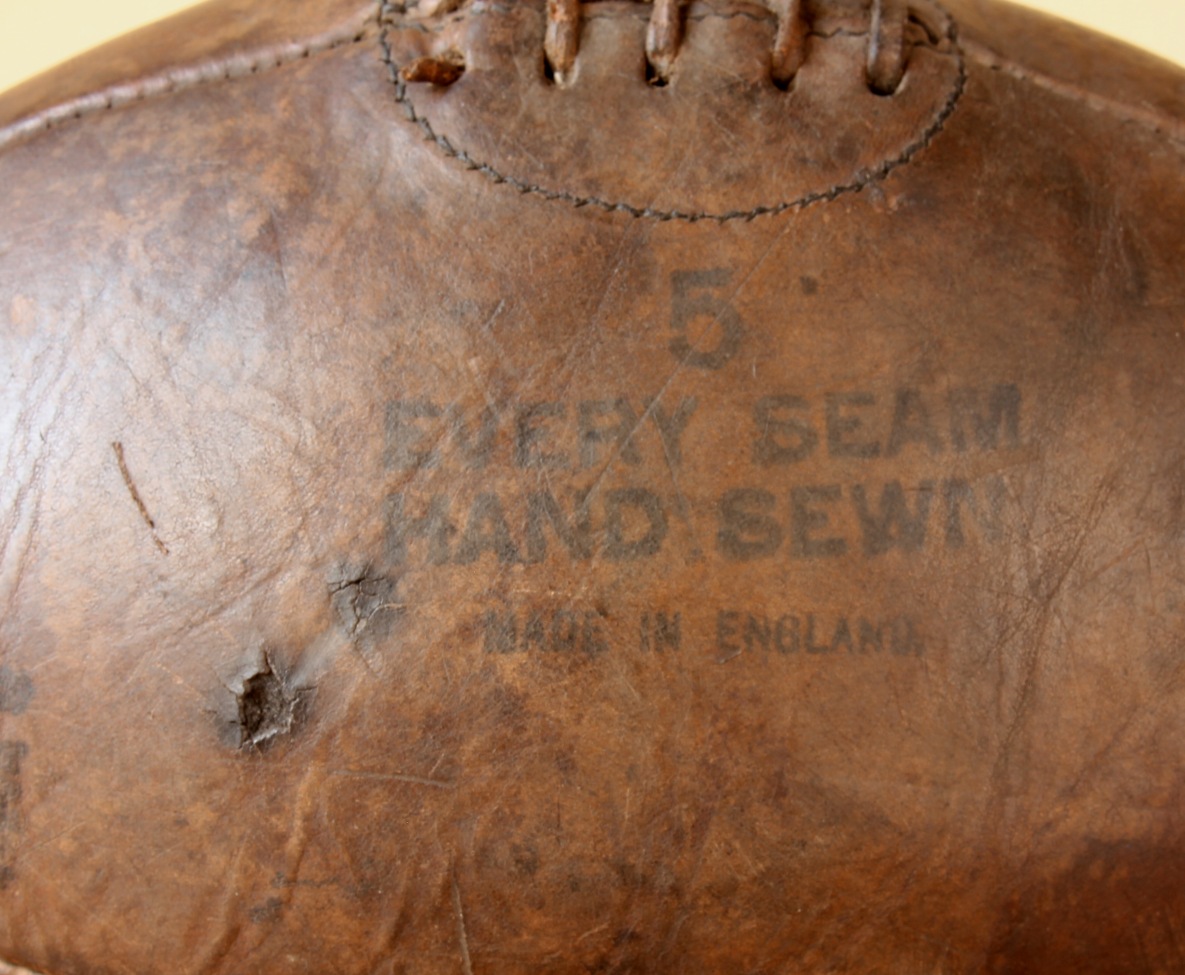 5
EVERY SEAM
HAND SEWN
MADE IN ENGLAND.